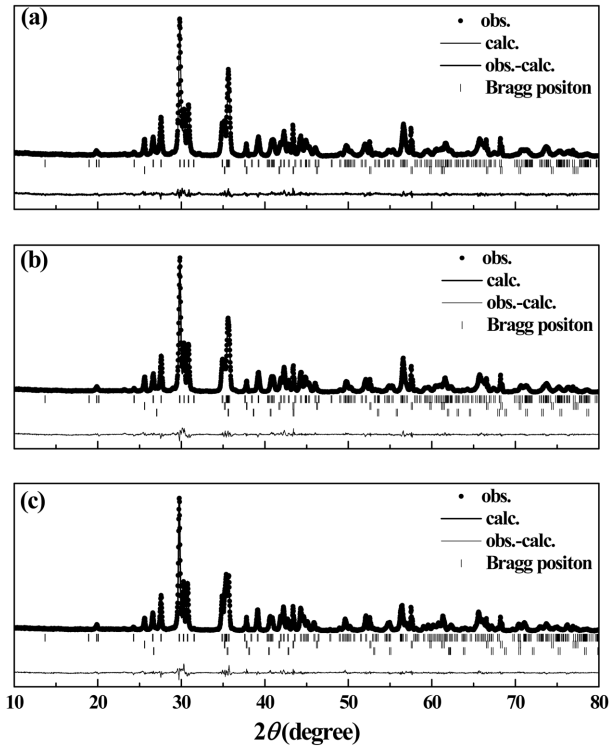 (a)
obs.
calc.
obs.-calc.
Bragg positon
(b)
obs.
calc.
obs.-calc.
Bragg positon
(c)
obs.
calc.
obs.-calc.
Bragg positon
10 20 30 40 50 60 70 80
2θ(degree)